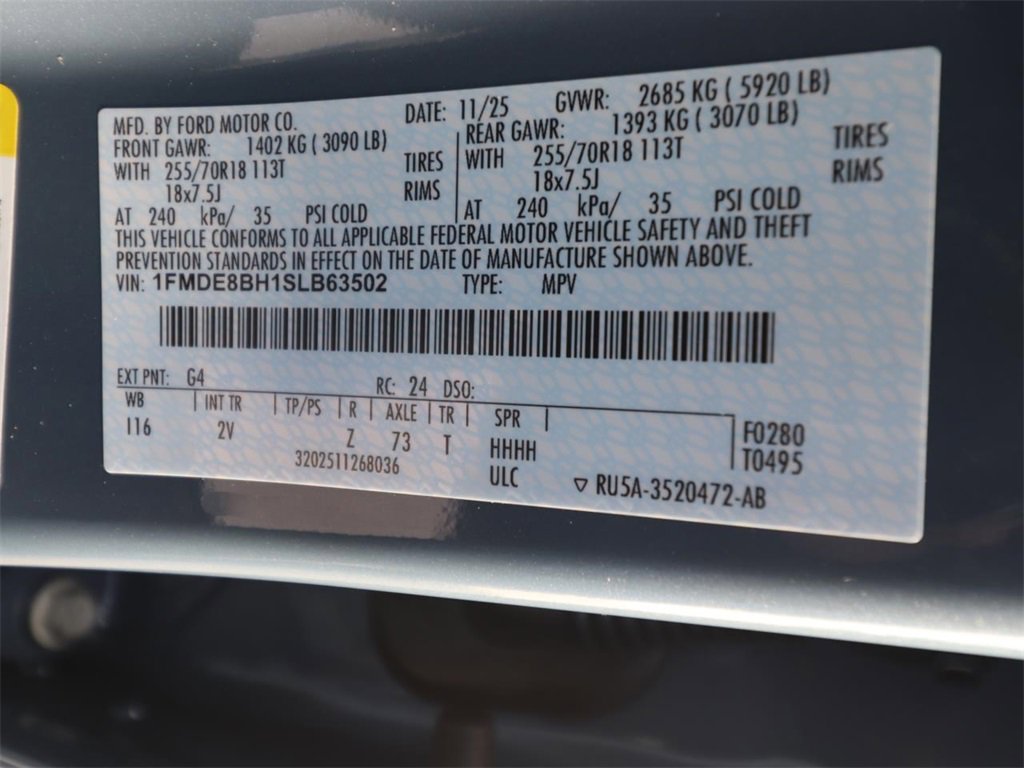 MFD. BY FORD MOTOR CO. DATE: 11/25 GVWR: 2685 KG ( 5920 LB)
FRONT GAWR: 1402 KG ( 3090 LB) REAR GAWR: 1393 KG ( 3070 LB)
WITH 255/70R18 113T TIRES WITH 255/70R18 113T TIRES
18x7.5J RIMS 18x7.5J RIMS
AT 240 kPa/ 35 PSI COLD AT 240 kPa/ 35 PSI COLD
THIS VEHICLE CONFORMS TO ALL APPLICABLE FEDERAL MOTOR VEHICLE SAFETY AND THEFT
PREVENTION STANDARDS IN EFFECT ON THE DATE OF MANUFACTURE SHOWN ABOVE.
VIN: 1FMDE8BH1SLB63502 TYPE: MPV
EXT PNT: G4 RC: 24 DSO:
WB INT TR TP/PS R AXLE TR SPR
116 2V Z 73 T HHHH F0280
3202511268036 ULC T0495
RU5A-3520472-AB